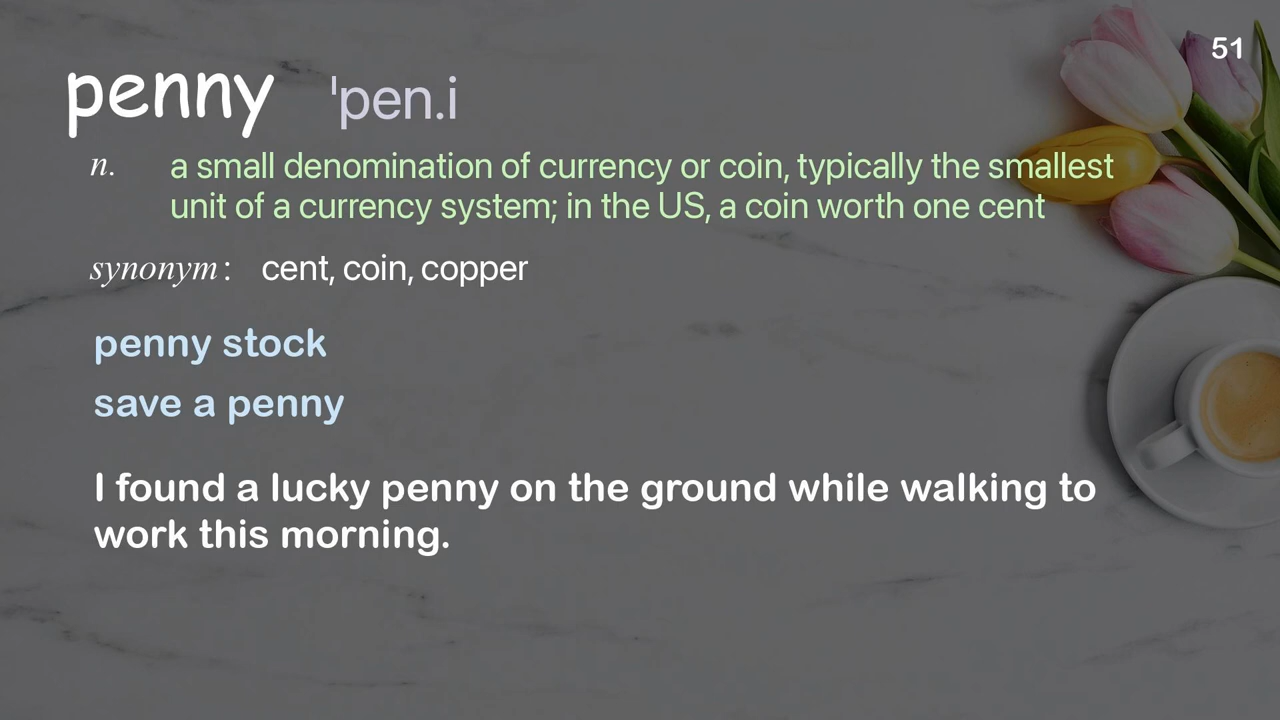 51
penny ˈpen.i
n. a small denomination of currency or coin, typically the smallest
unit of a currency system; in the US, a coin worth one cent
synonym: cent, coin, copper
penny stock
save a penny
I found a lucky penny on the ground while walking to
work this morning.